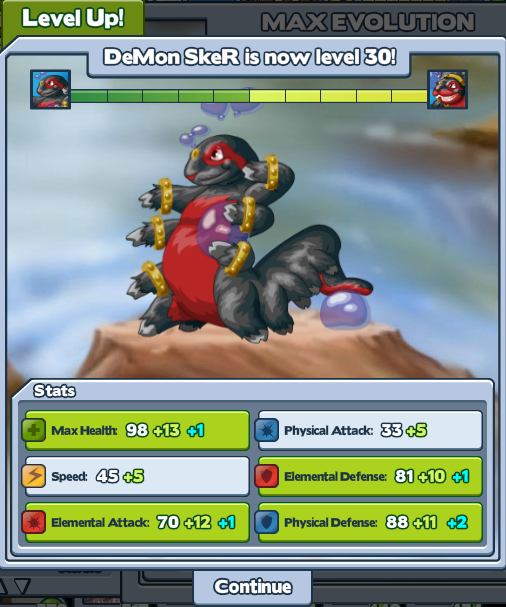 Level Up!
MAX EVOLUTION
DeMon SkeR is now level 30!
Stats
Max Health: 98 +13 +1
Physical Attack: 33 +5
Speed: 45 +5
Elemental Defense: 81 +10 +1
Elemental Attack: 70 +12 +1
Physical Defense: 88 +11 +2
Continue